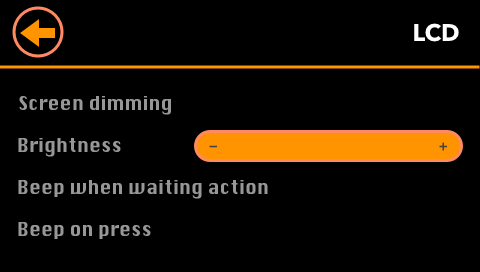 LCD
Screen dimming
Brightness - +
Beep when waiting action
Beep on press